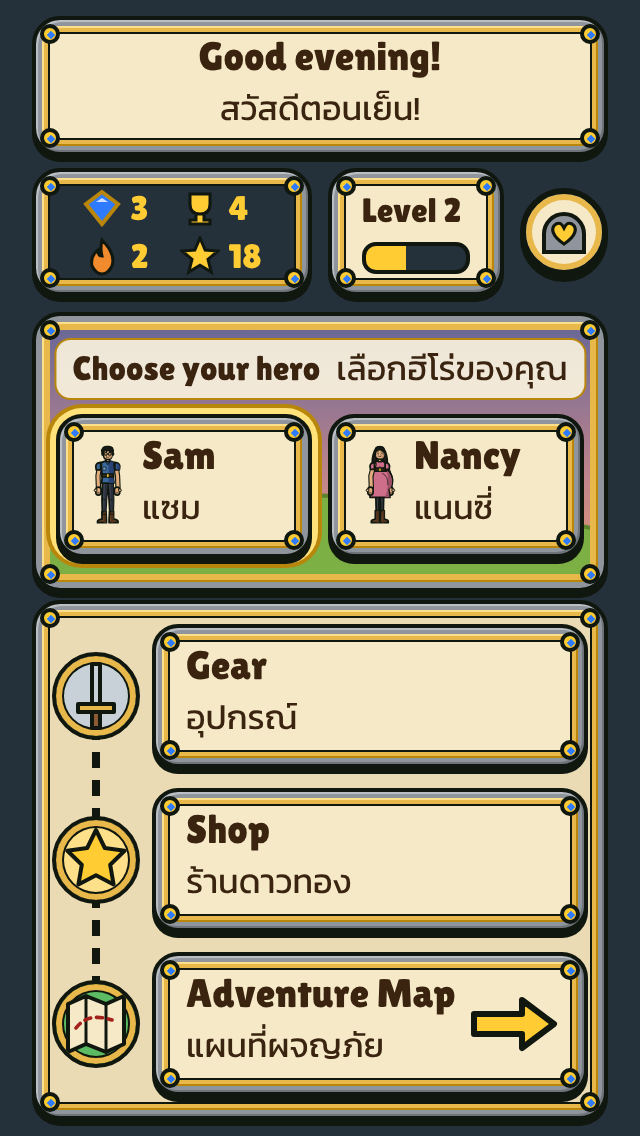 Good evening!
สวัสดีตอนเย็น!
3 4
2 18
Level 2
Choose your hero เลือกฮีโร่ของคุณ
Sam
แซม
Nancy
แนนซี่
Gear
อุปกรณ์
Shop
ร้านดาวทอง
Adventure Map
แผนที่ผจญภัย